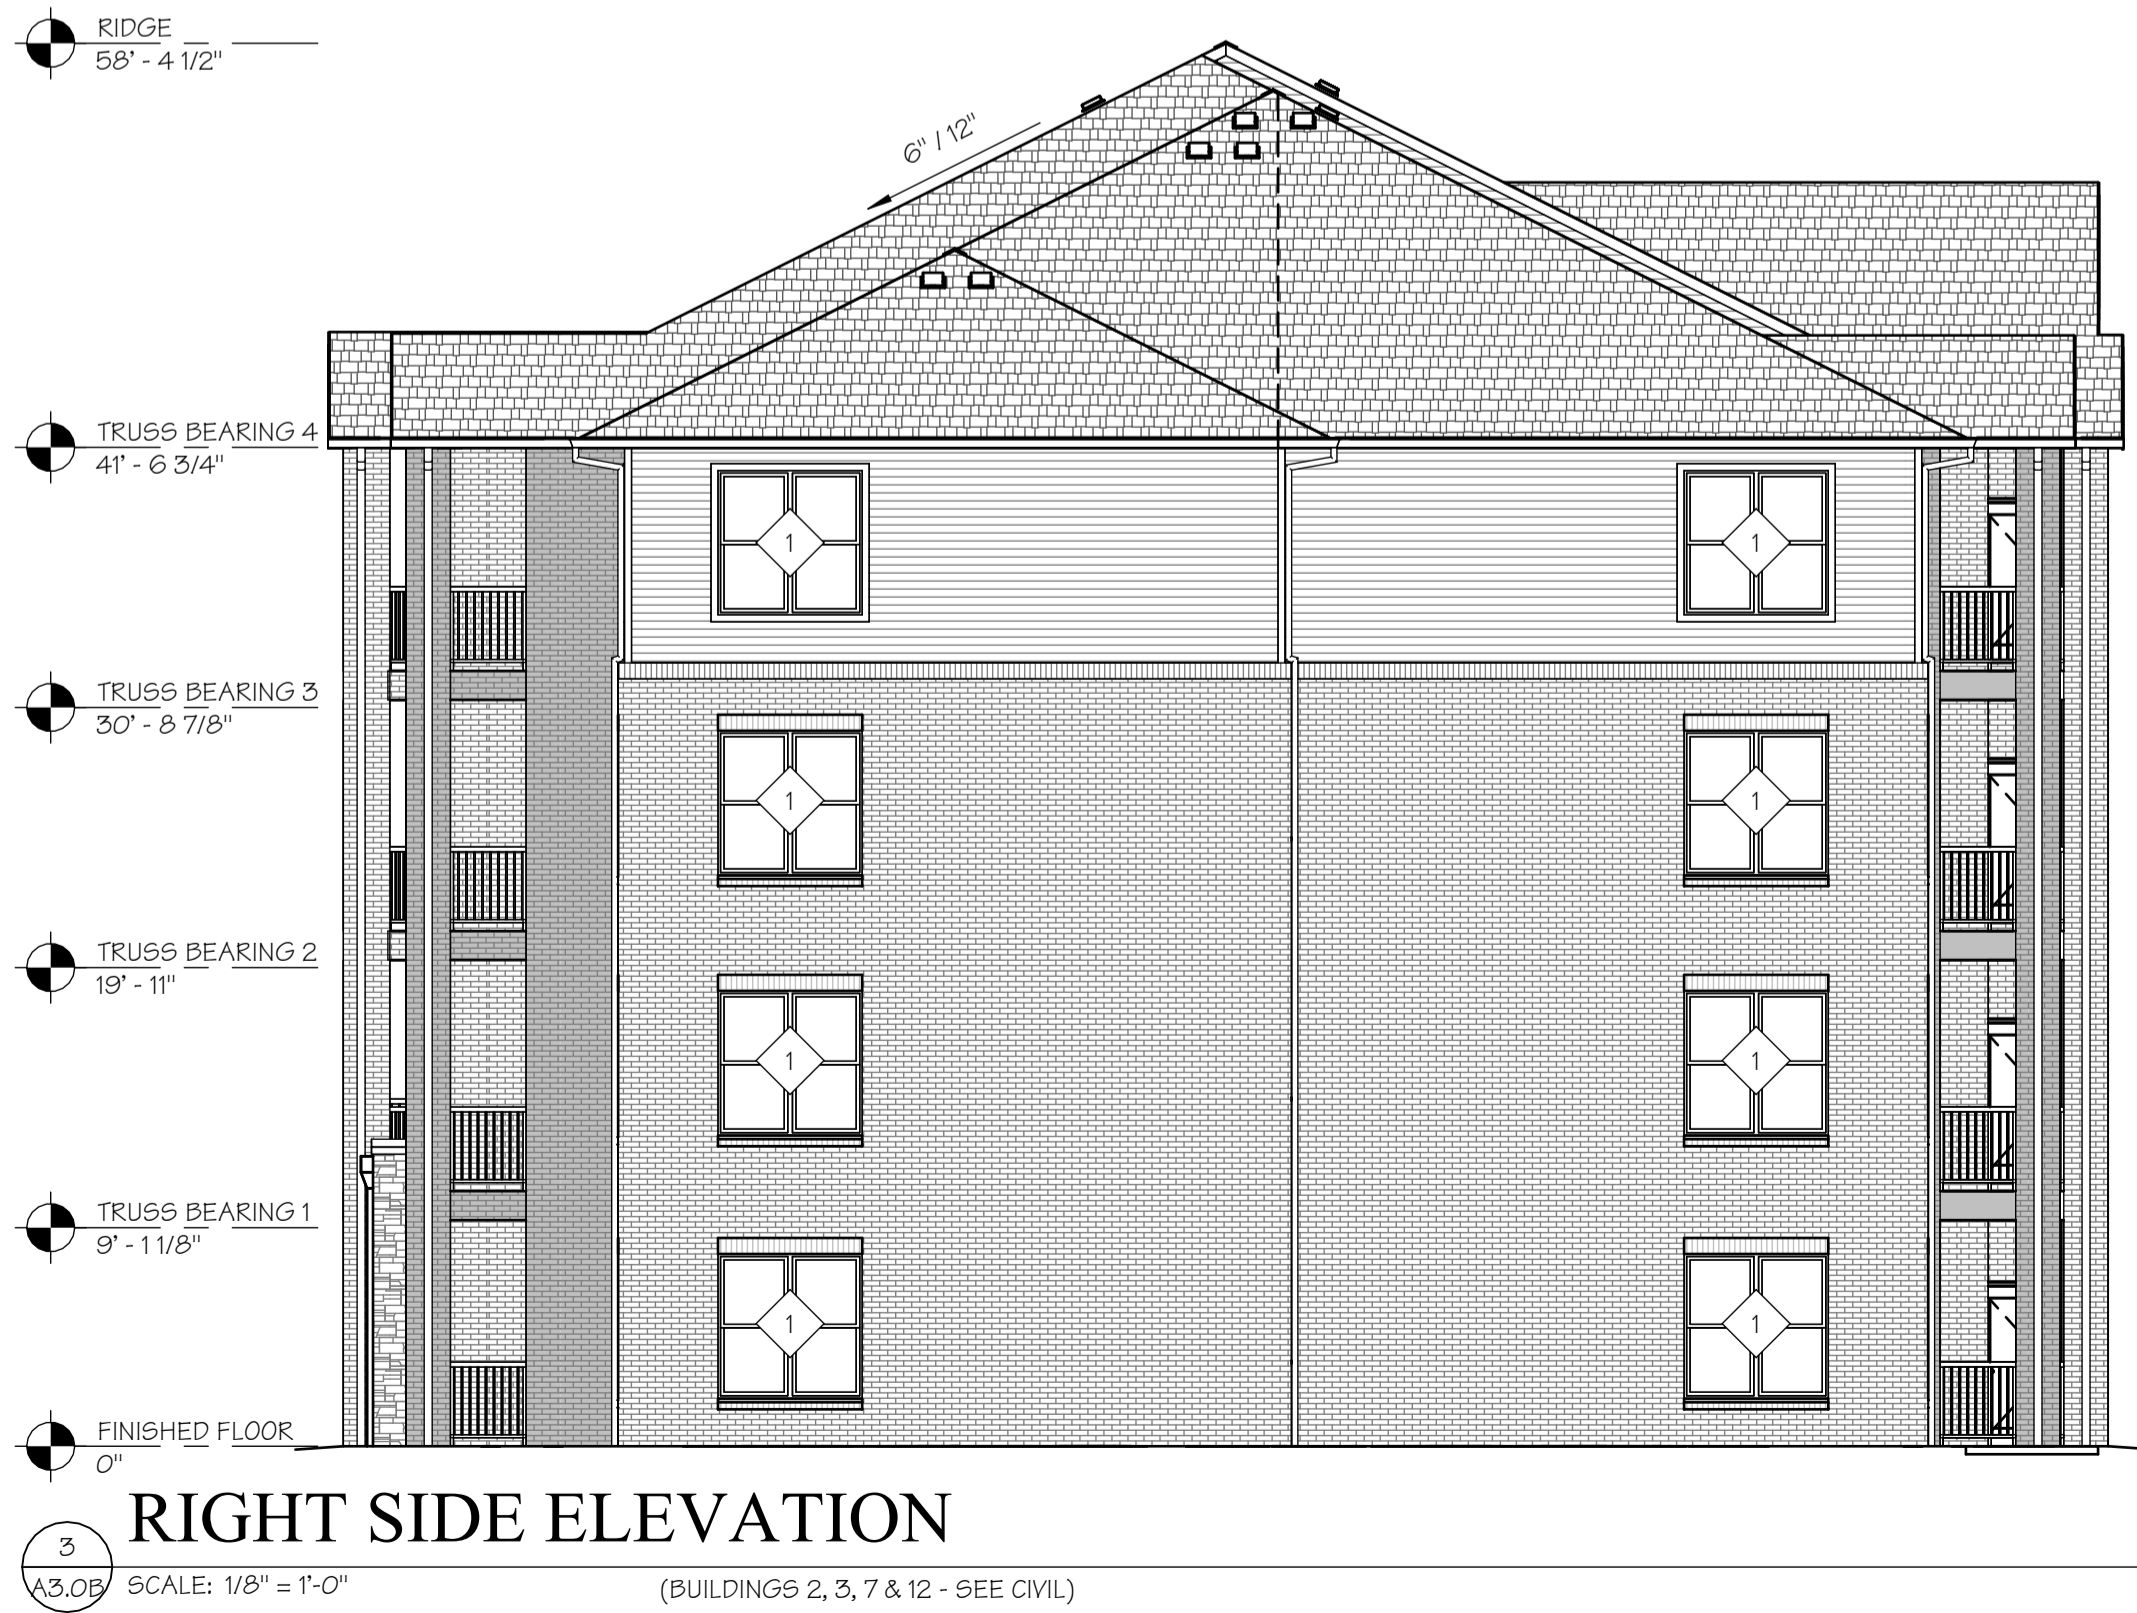 RIDGE
58' - 4 1/2"
6" / 12"
TRUSS BEARING 4
41' - 6 3/4"
1 1
TRUSS BEARING 3
30' - 8 7/8"
1 1
TRUSS BEARING 2
19' - 11"
1 1
TRUSS BEARING 1
9' - 1 1/8"
1 1
FINISHED FLOOR
0"
RIGHT SIDE ELEVATION
3
A3.0B
SCALE: 1/8" = 1'-0"
(BUILDINGS 2, 3, 7 & 12 - SEE CIVIL)